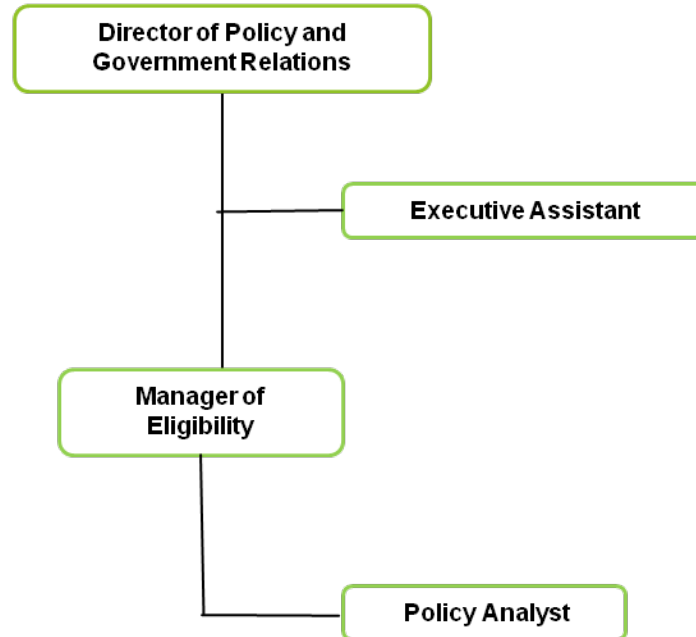 Director of Policy and
Government Relations
Executive Assistant
Manager of
Eligibility
Policy Analyst